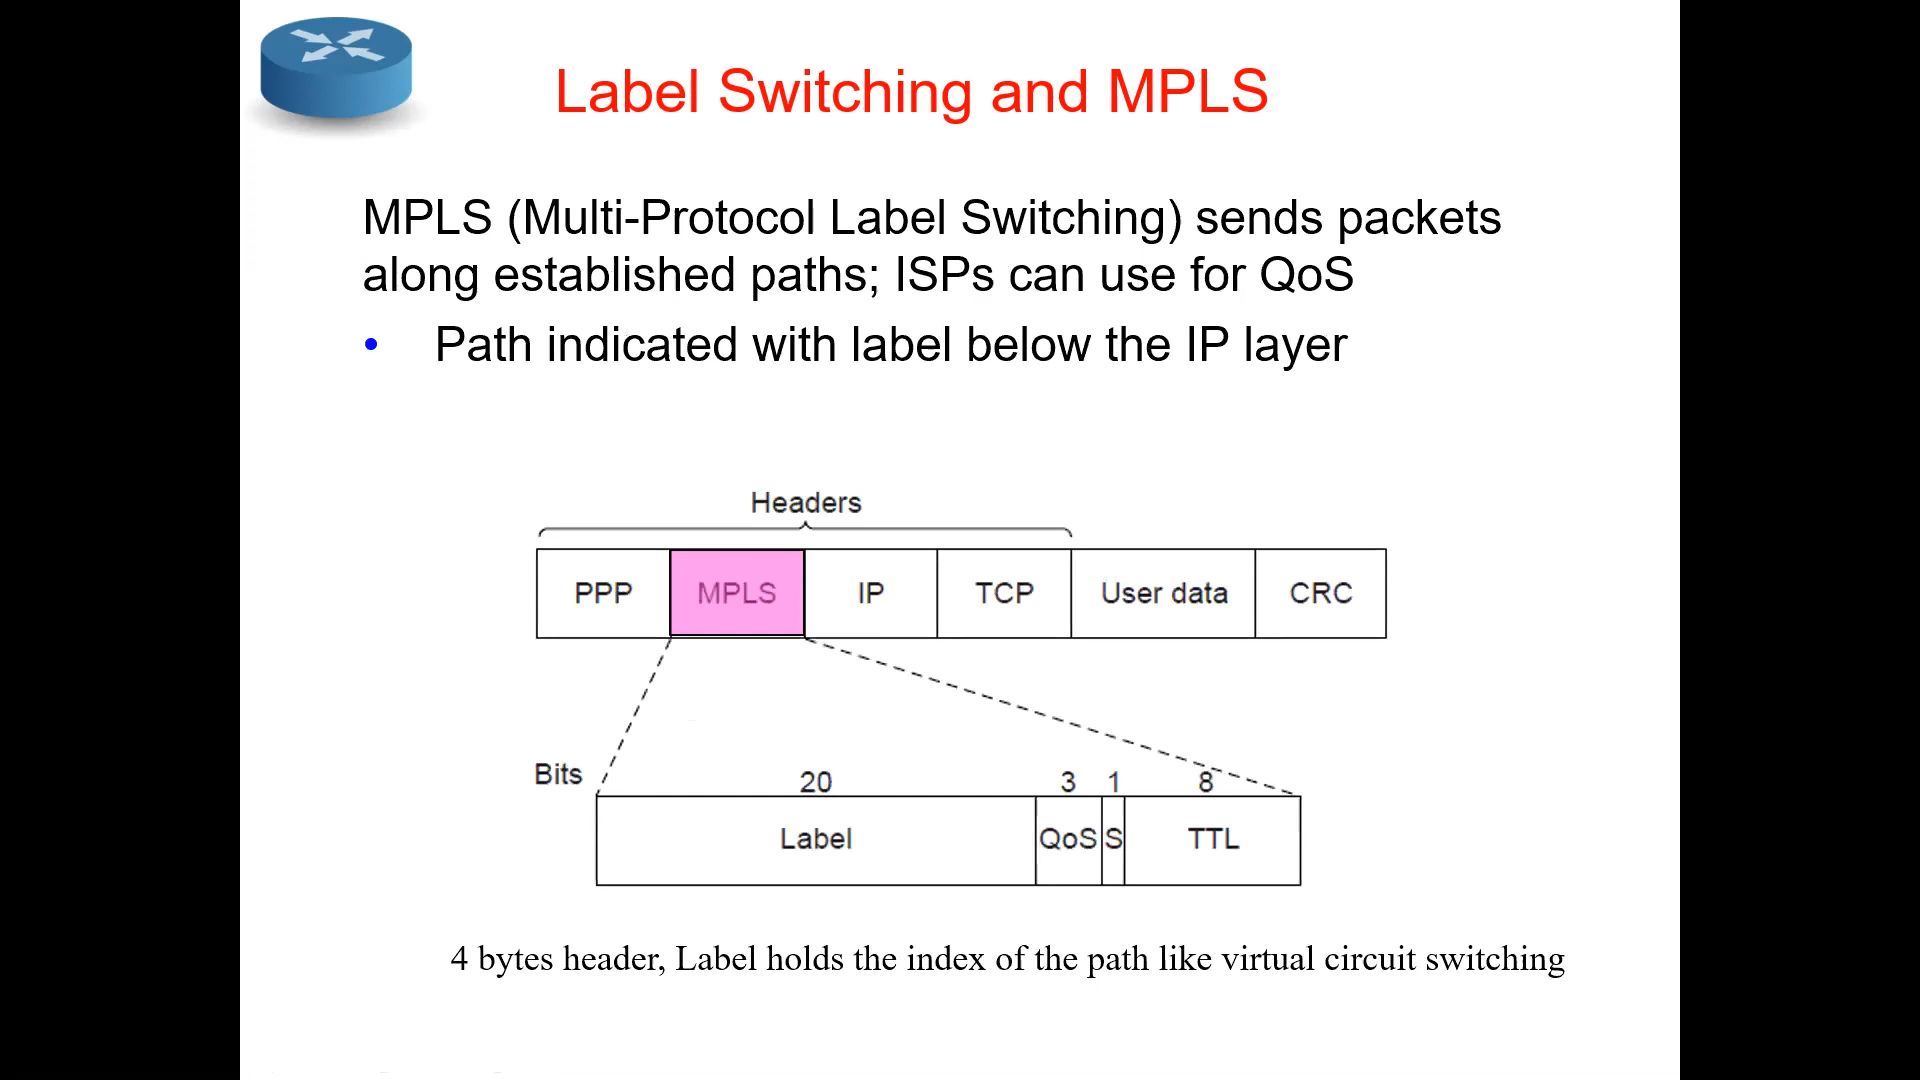 Label Switching and MPLS
MPLS (Multi-Protocol Label Switching) sends packets
along established paths; ISPs can use for QoS
• Path indicated with label below the IP layer
Headers
PPP MPLS IP TCP User data CRC
Bits 20 3 1 8
Label QoS S TTL
4 bytes header, Label holds the index of the path like virtual circuit switching